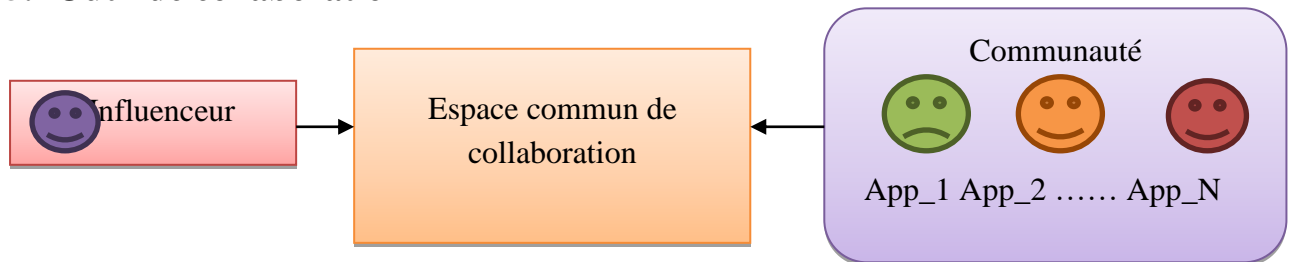 Communauté
Influenceur
Espace commun de
collaboration
App_1 App_2 …… App_N